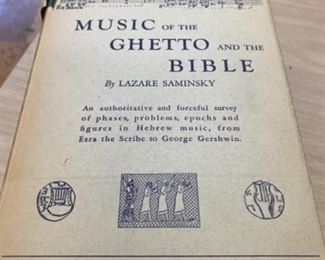 MUSIC OF THE
GHETTO AND THE
BIBLE
By LAZARE SAMINSKY
An authoritative and forceful survey
of phases, problems, epochs and
figures in Hebrew music, from
Ezra the Scribe to George Gershwin.